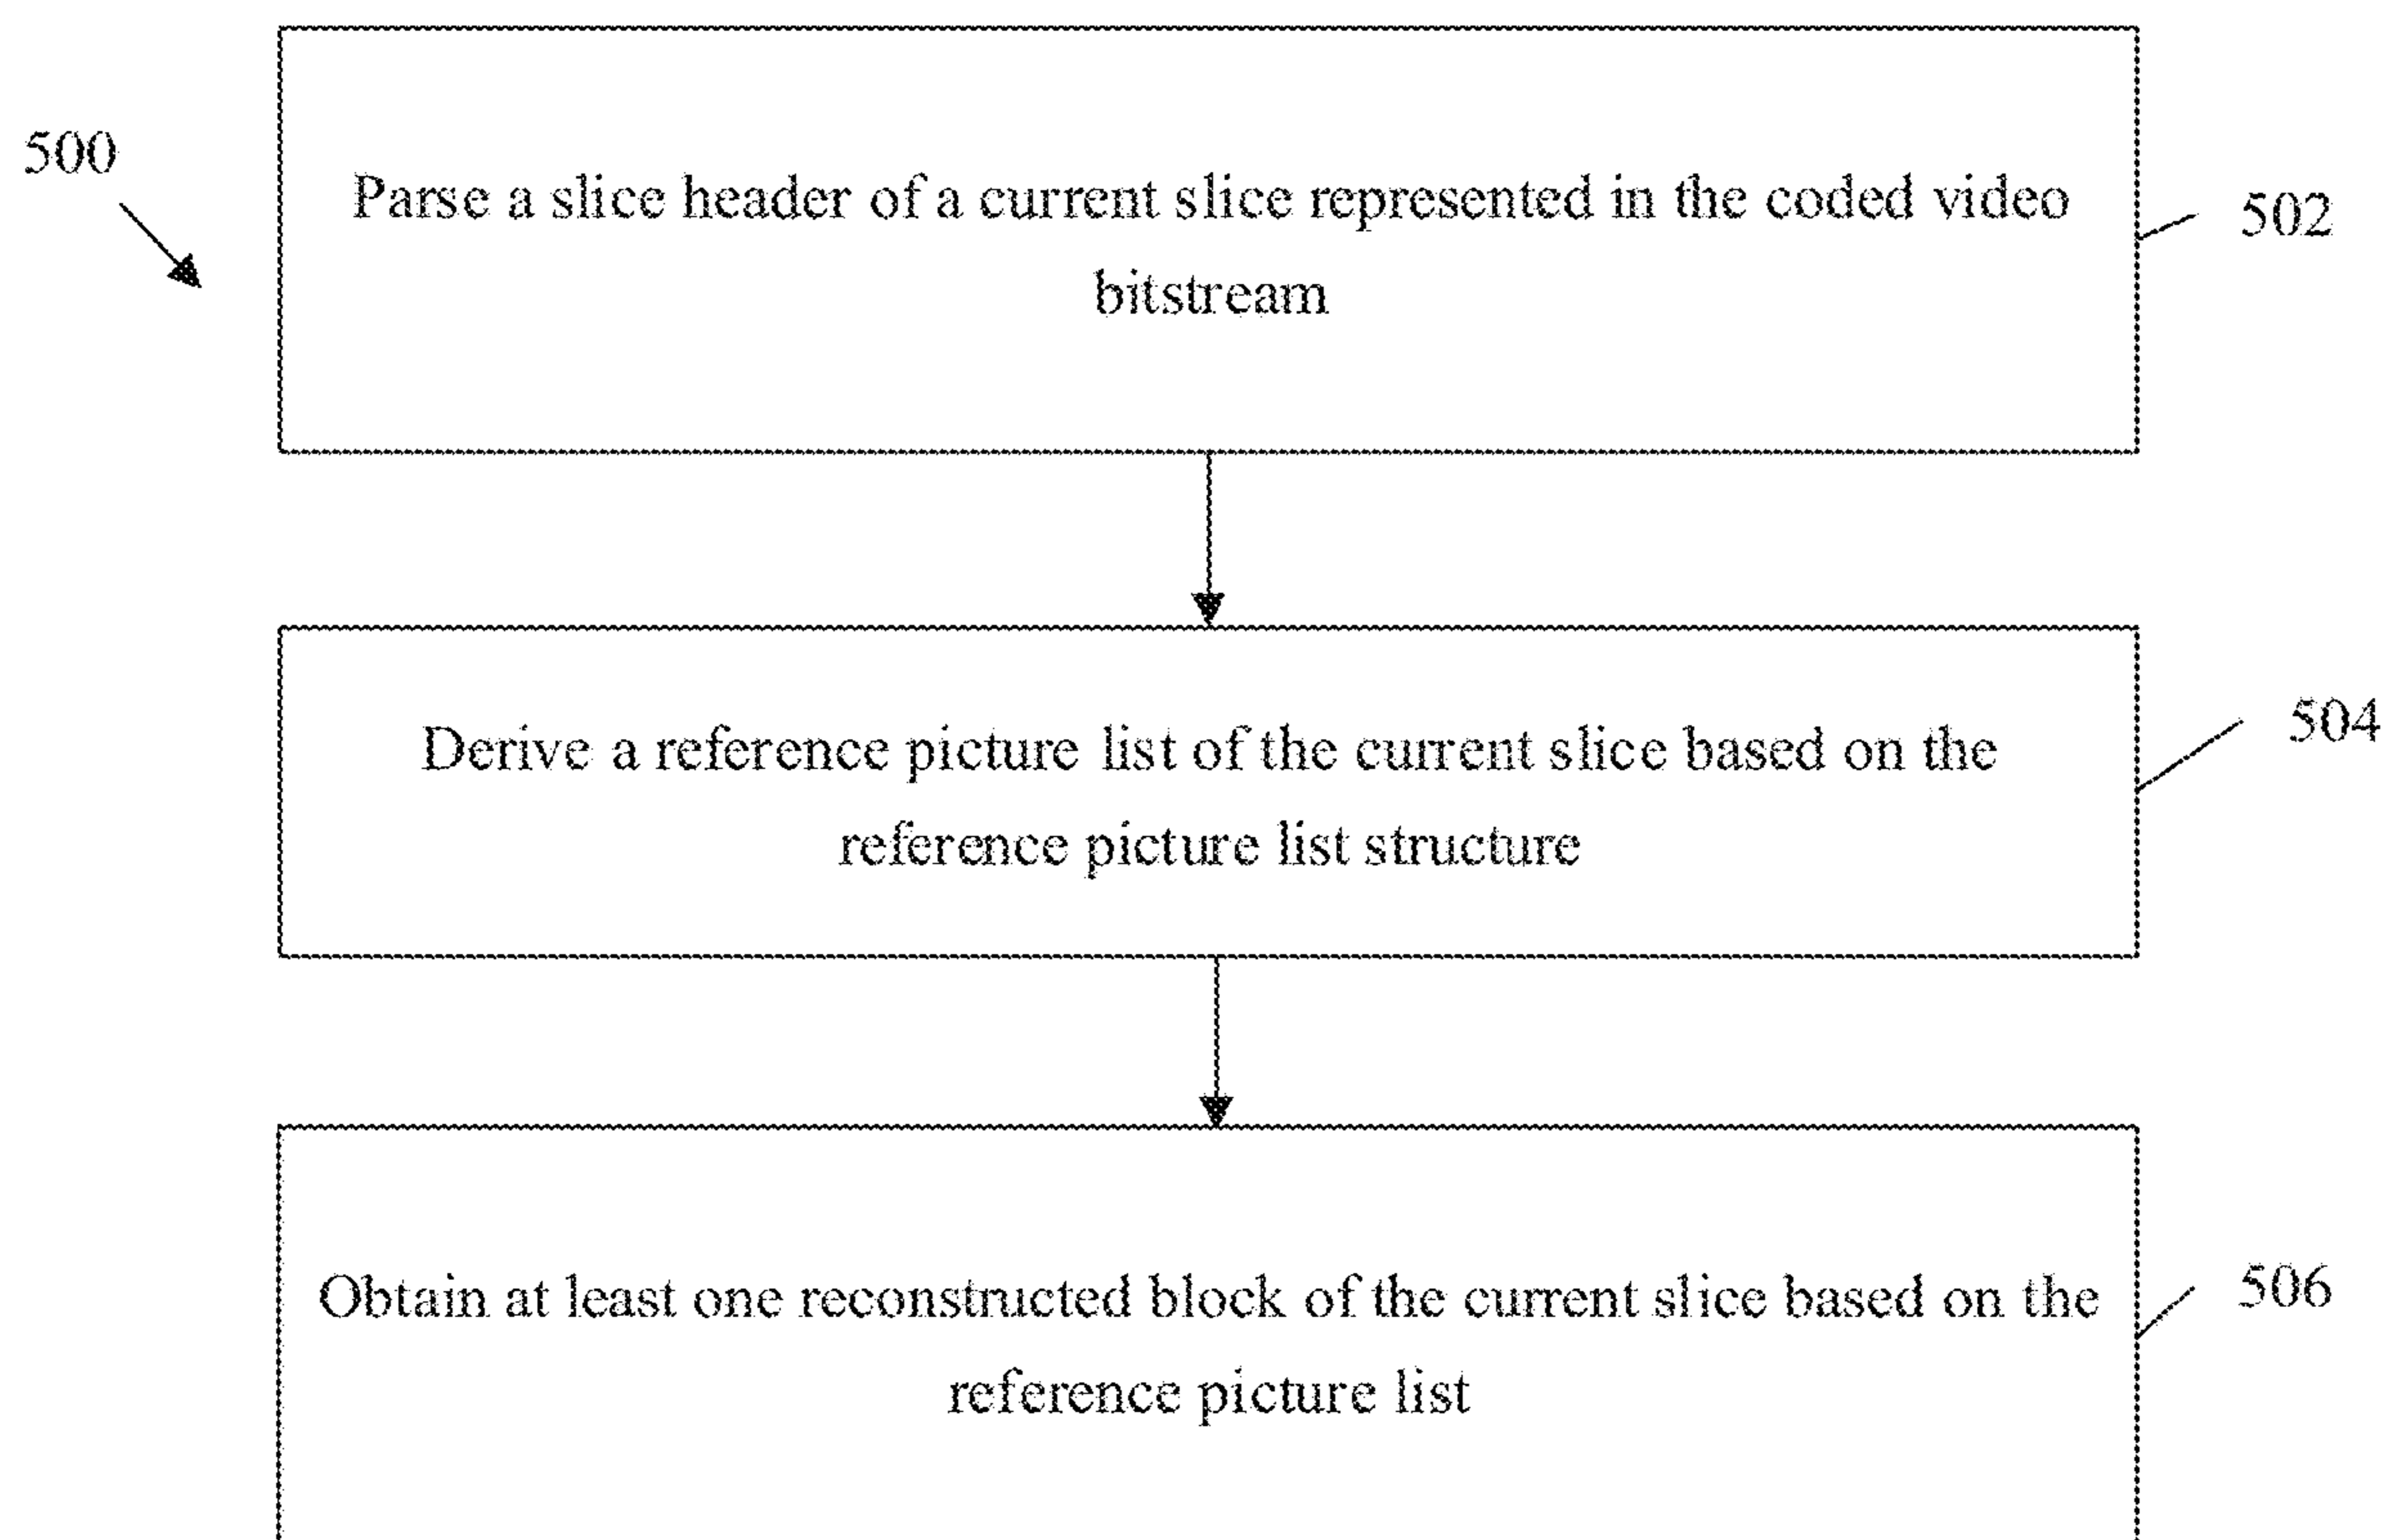 500
Parse a slice header of a current slice represented in the coded video
bitstream
502
Derive a reference picture list of the current slice based on the
reference picture list structure
504
Obtain at least one reconstructed block of the current slice based on the
reference picture list
506